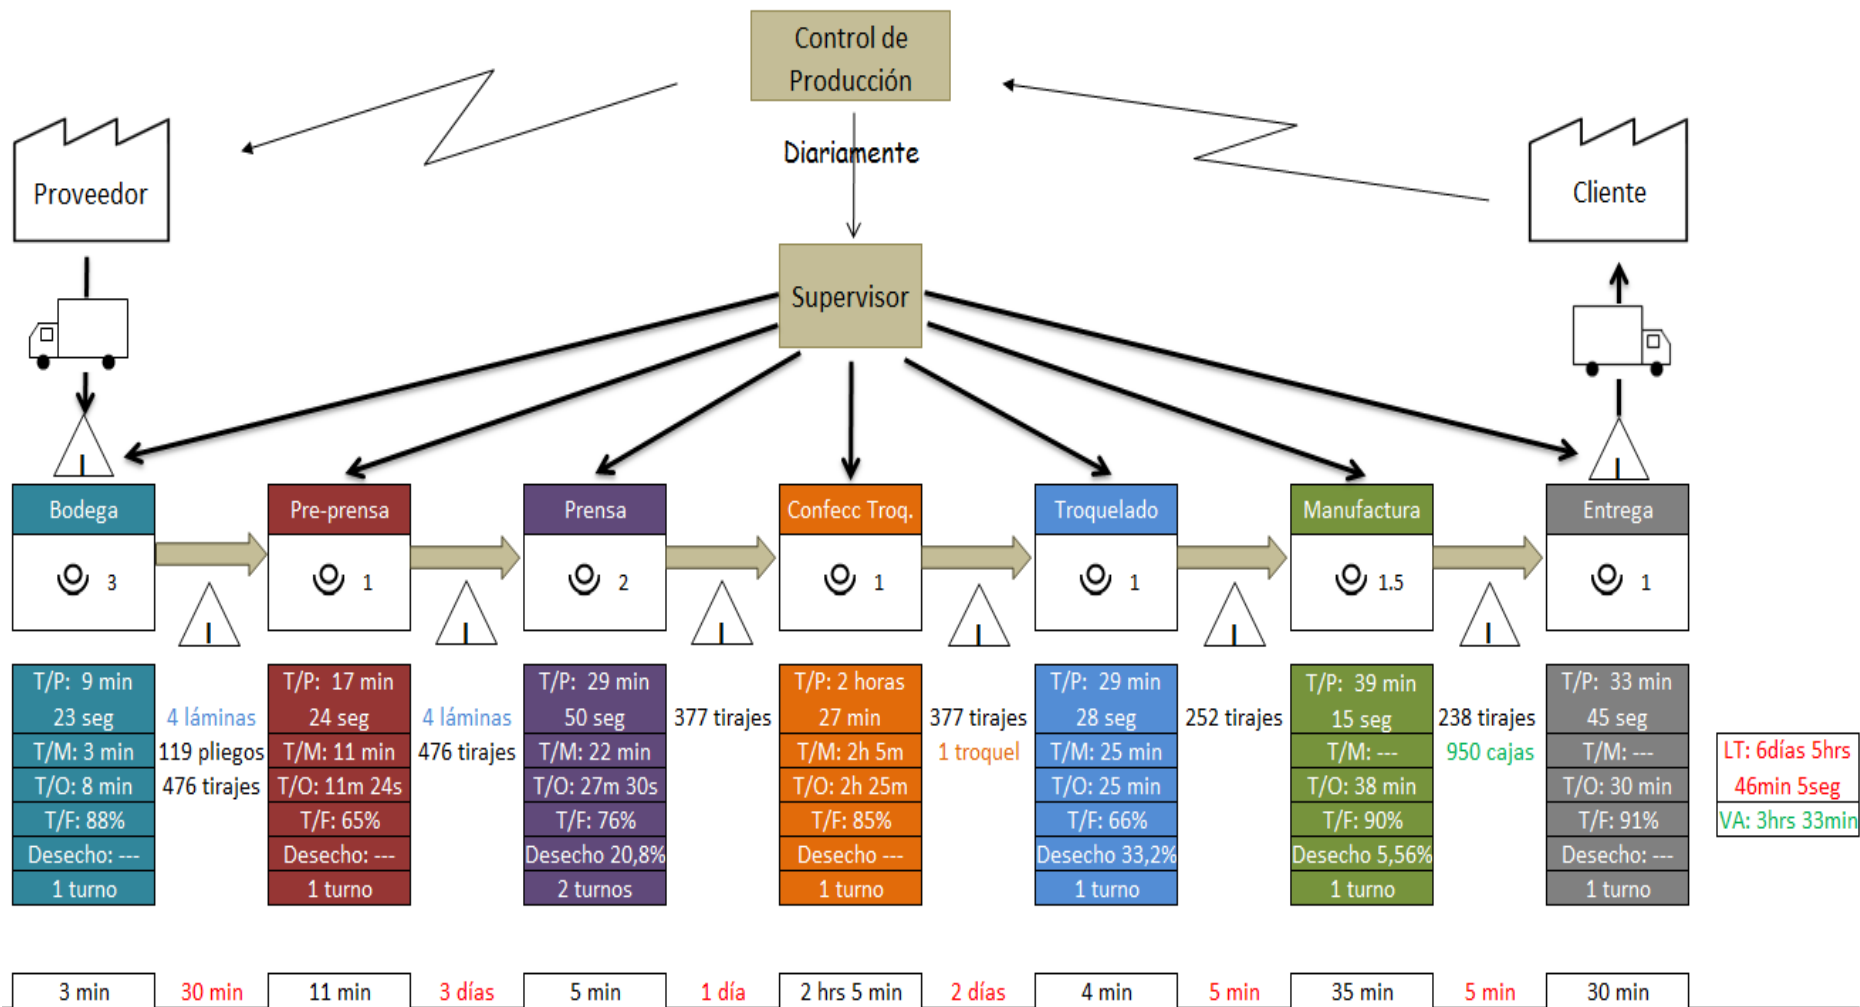 Control de
Producción
Diariamente
Proveedor
Cliente
Supervisor
I
I
Bodega
Pre-prensa
Prensa
Confecc Troq.
Troquelado
Manufactura
Entrega
3
1
2
1
1
1.5
1
I
I
I
I
I
I
T/P: 9 min
23 seg
T/M: 3 min
T/O: 8 min
T/F: 88%
Desecho: ---
1 turno
4 láminas
119 pliegos
476 tirajes
T/P: 17 min
24 seg
T/M: 11 min
T/O: 11m 24s
T/F: 65%
Desecho: ---
1 turno
4 láminas
476 tirajes
T/P: 29 min
50 seg
T/M: 22 min
T/O: 27m 30s
T/F: 76%
Desecho 20,8%
2 turnos
377 tirajes
T/P: 2 horas
27 min
T/M: 2h 5m
T/O: 2h 25m
T/F: 85%
Desecho ---
1 turno
377 tirajes
1 troquel
T/P: 29 min
28 seg
T/M: 25 min
T/O: 25 min
T/F: 66%
Desecho 33,2%
1 turno
252 tirajes
T/P: 39 min
15 seg
T/M: ---
T/O: 38 min
T/F: 90%
Desecho 5,56%
1 turno
238 tirajes
950 cajas
T/P: 33 min
45 seg
T/M: ---
T/O: 30 min
T/F: 91%
Desecho: ---
1 turno
LT: 6días 5hrs
46min 5seg
VA: 3hrs 33min
3 min
30 min
11 min
3 días
5 min
1 día
2 hrs 5 min
2 días
4 min
5 min
35 min
5 min
30 min